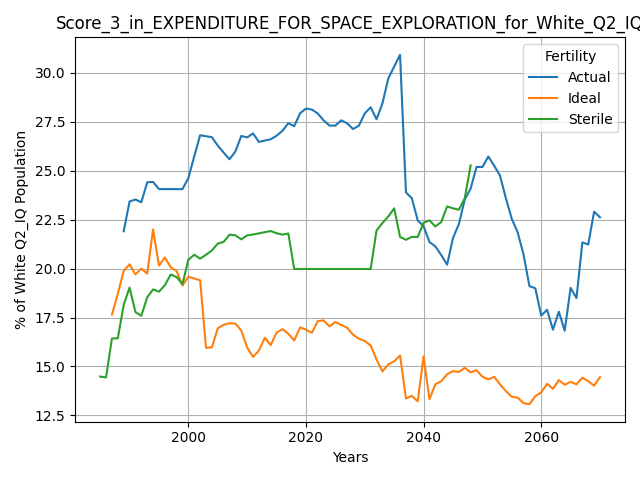 Score_3_in_EXPENDITURE_FOR_SPACE_EXPLORATION_for_White_Q2_IQ
Fertility
Actual
Ideal
Sterile
% of White Q2_IQ Population
30.0
27.5
25.0
22.5
20.0
17.5
15.0
12.5
2000 2020 2040 2060
Years